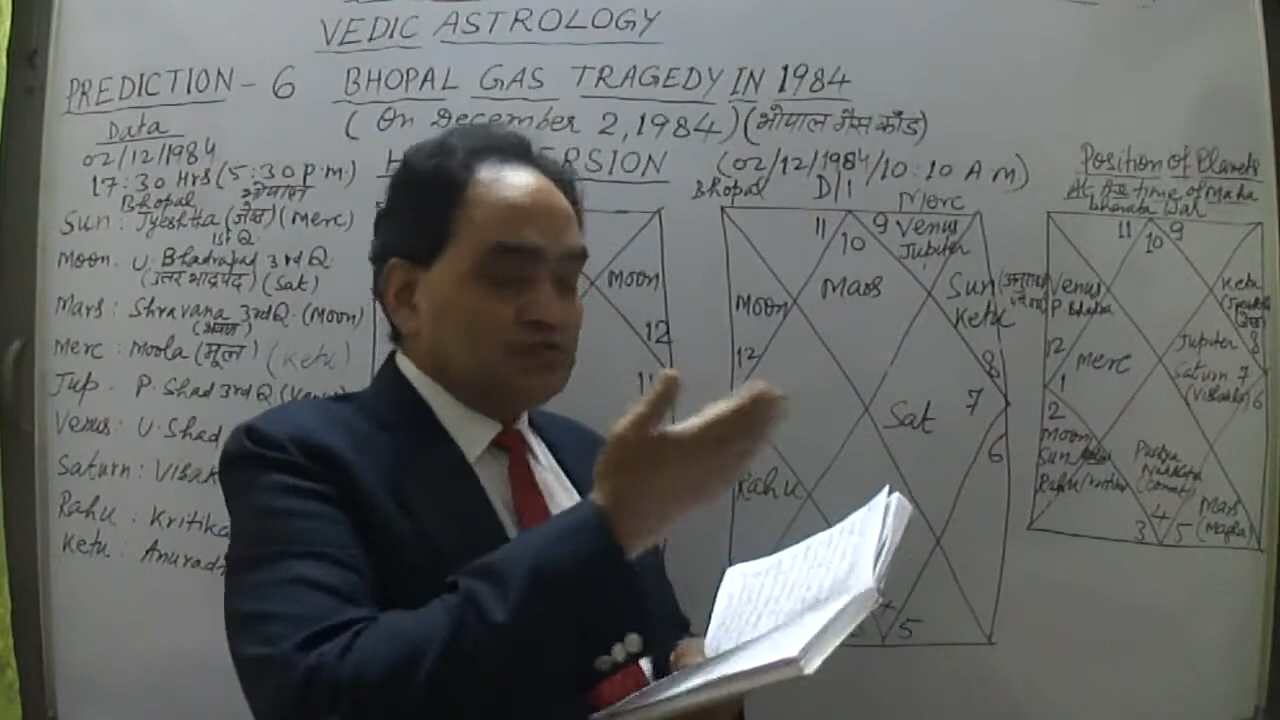 VEDIC ASTROLOGY
PREDICTION - 6 BHOPAL GAS TRAGEDY IN 1984
(On December 2, 1984) (भोपाल गैस काँड)
(02/12/1984/10:10 A m)
Data
02/12/1984
17:30 Hrs (5:30 p.m.)
Bhopal भोपाल
Sun: Jyeshtha (ज्येष्ठा) (Merc)
1st Q
Moon: U Bhadrapad 3rd Q
(उत्तर भाद्रपद) (Sat)
Mars: Shravana 3rd Q (Moon)
(श्रवण)
Merc: Moola (मूल) (Ketu)
Jup. P. Shad 3rd Q
Venus: U. Shad
Saturn:
Rahu:
Ketu:
Moon
12
Bhopal D/1
11
10
9
Merc
Venus
Jupiter
Mars
Moon
Sun
Ketu
12
8
Sat
7
6
Rahu
5
Position of Planets
At the time of Maha
bharata War
11
10
9
Venus
Ketu
12
Merc
Jupiter 8
1
Saturn 7
6
2
Moon
Sun
Rahu
Mars
(Magha)
4
3
5